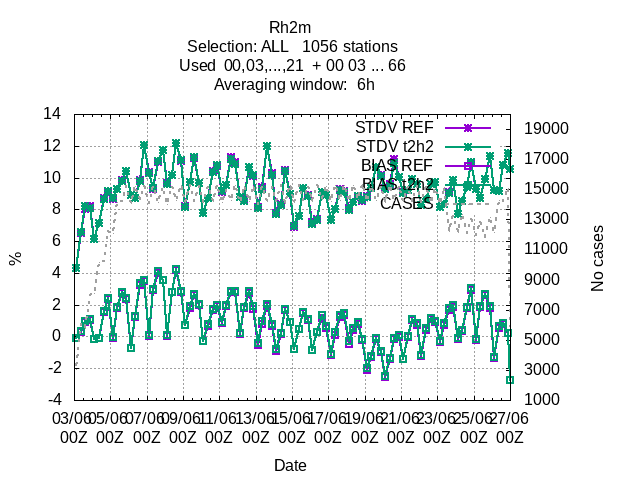 Rh2m
Selection: ALL   1056 stations
Used  00,03,...,21  + 00 03 ... 66
Averaging window:  6h
14
12
10
8
6
4
2
0
-2
-4
%
STDV REF
STDV t2h2
BIAS REF
BIAS t2h2
CASES
19000
17000
15000
13000
11000
9000
7000
5000
3000
1000
No cases
03/06 05/06 07/06 09/06 11/06 13/06 15/06 17/06 19/06 21/06 23/06 25/06 27/06
00Z 00Z 00Z 00Z 00Z 00Z 00Z 00Z 00Z 00Z 00Z 00Z 00Z
Date